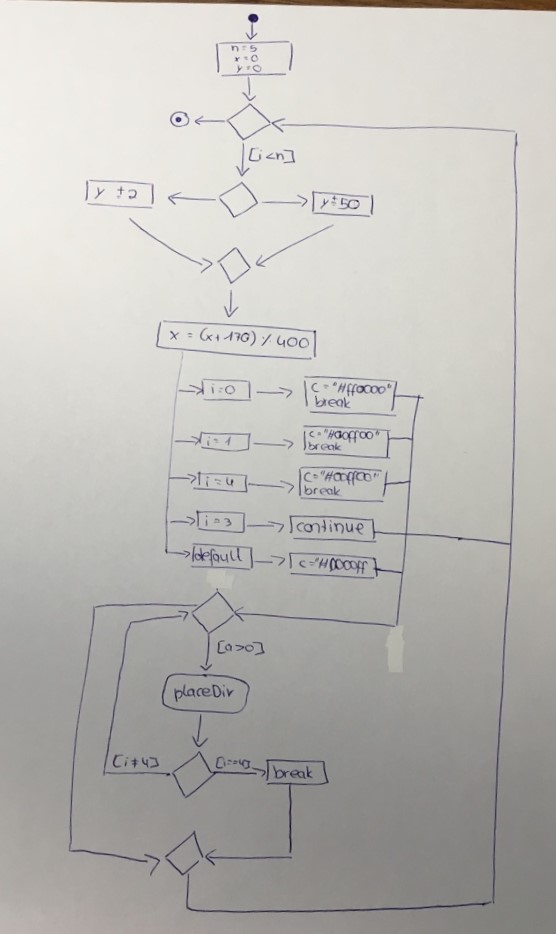 n=5
x=0
y=0
[i<n]
y ±2
y±50
x = (x+170) % 400
i=0
c="#ff0000"
break
i=1
c="#00ff00"
break
i=4
c="#00ff00"
break
i=3
continue
default
c="#0000ff
[a>0]
placeDiv
[i≠4]
[i==4]
break